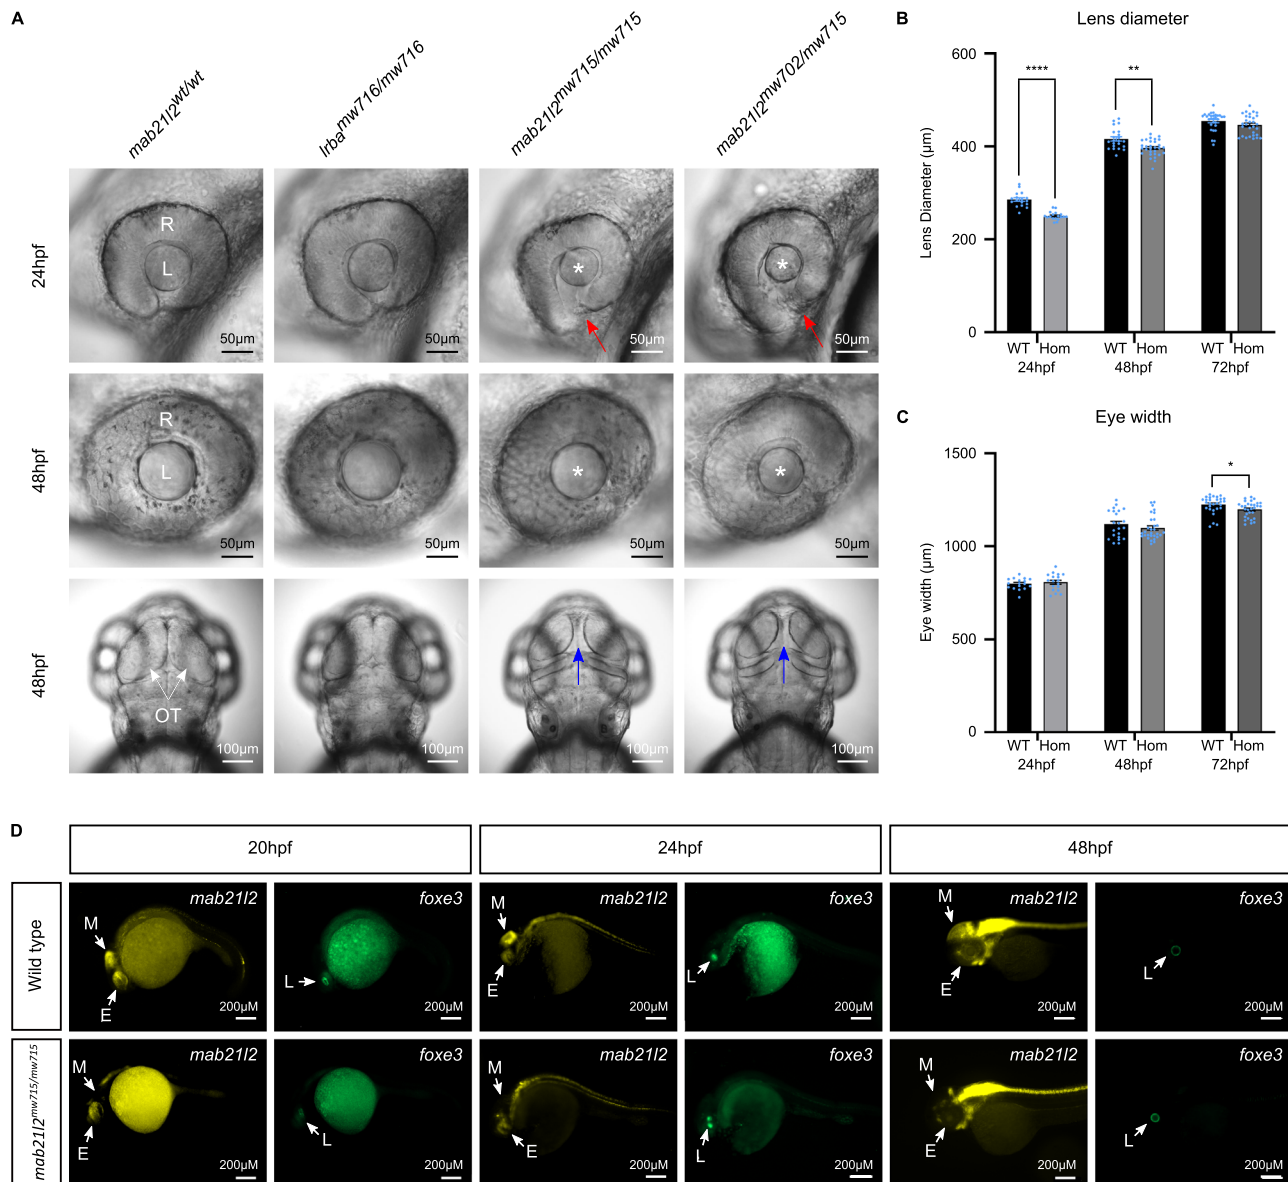 A
mab21l2wt/wt
lrbamw716/mw716
mab21l2mw715/mw715
mab21l2mw702/mw715
24hpf
R
L
50µm
50µm
*
50µm
*
50µm
48hpf
R
L
50µm
50µm
*
50µm
*
50µm
48hpf
OT
100µm
100µm
100µm
100µm
B
Lens diameter
Lens Diameter (µm)
600
400
200
0
****
**
WT Hom WT Hom WT Hom
24hpf 48hpf 72hpf
C
Eye width
Eye width (µm)
1500
1000
500
0
*
WT Hom WT Hom WT Hom
24hpf 48hpf 72hpf
D
20hpf 24hpf 48hpf
Wild type
mab21l2
M
E
200µM
foxe3
L
200µM
mab21l2
M
E
200µM
foxe3
L
200µM
mab21l2
M
E
200µM
foxe3
L
200µM
mab21l2mw715/mw715
mab21l2
M
E
200µM
foxe3
L
200µM
mab21l2
M
E
200µM
foxe3
L
200µM
mab21l2
M
E
200µM
foxe3
L
200µM